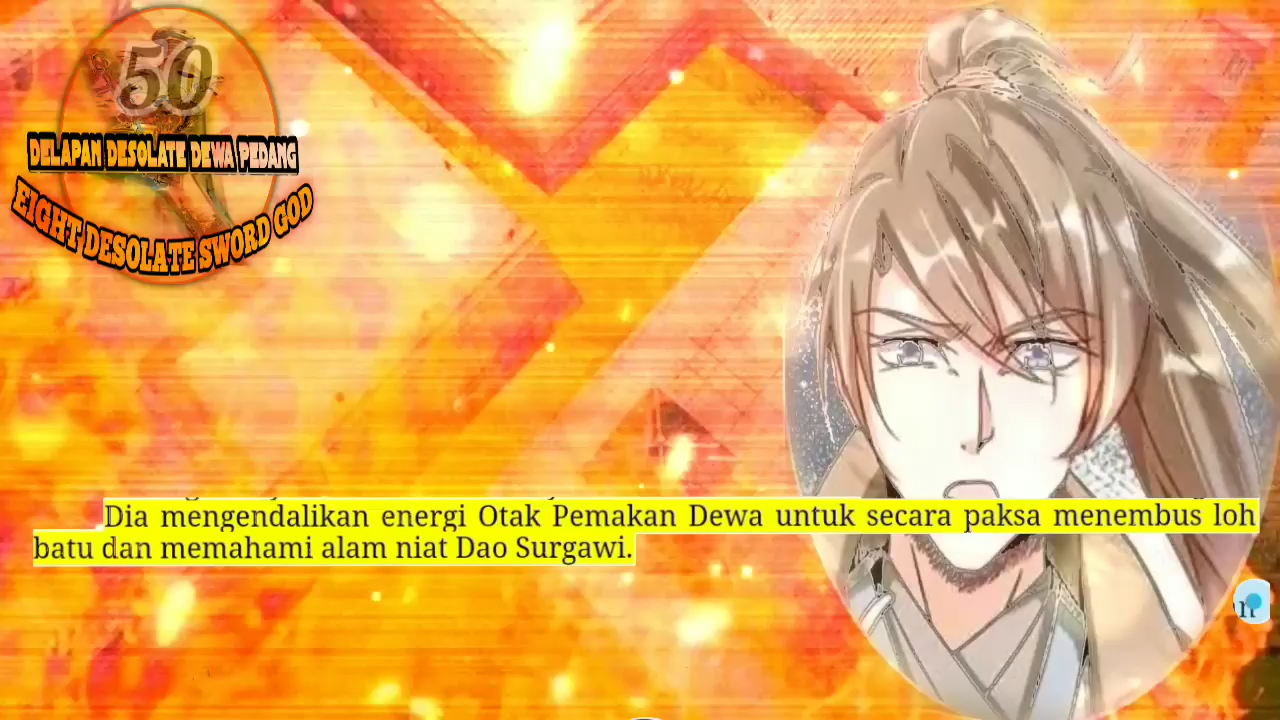 50
DELAPAN DESOLATE DEWA PEDANG
EIGHT DESOLATE SWORD GOD
Dia mengendalikan energi Otak Pemakan Dewa untuk secara paksa menembus loh
batu dan memahami alam niat Dao Surgawi.